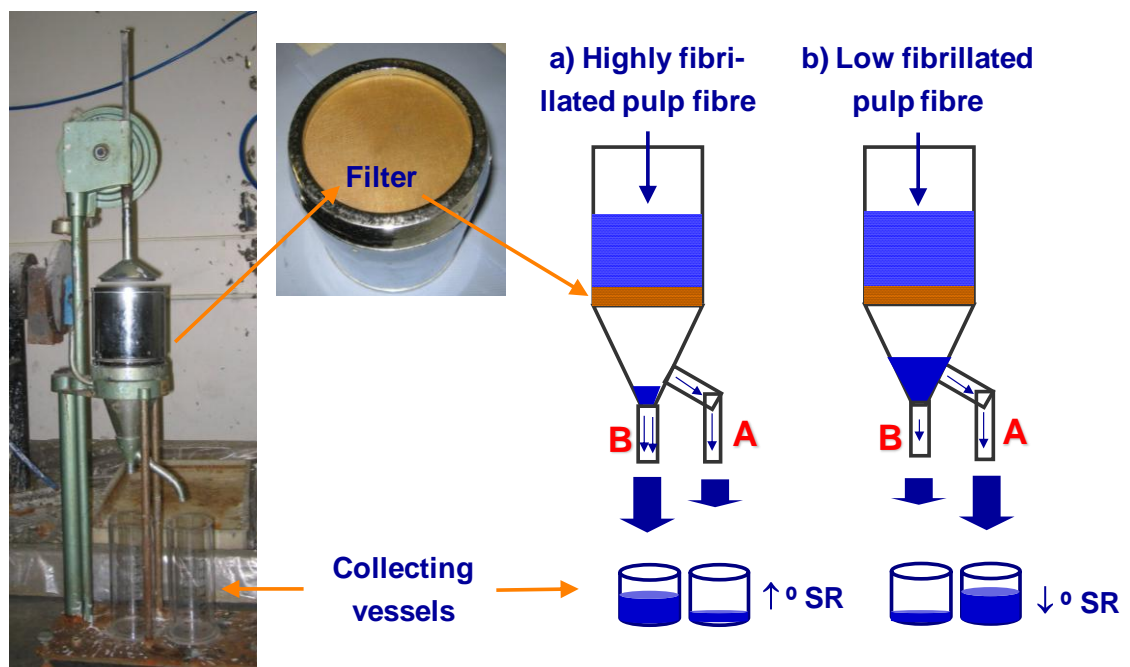 a) Highly fibri-
llated pulp fibre
b) Low fibrillated
pulp fibre
Filter
B
A
B
A
Collecting
vessels
↑ º SR
↓ º SR